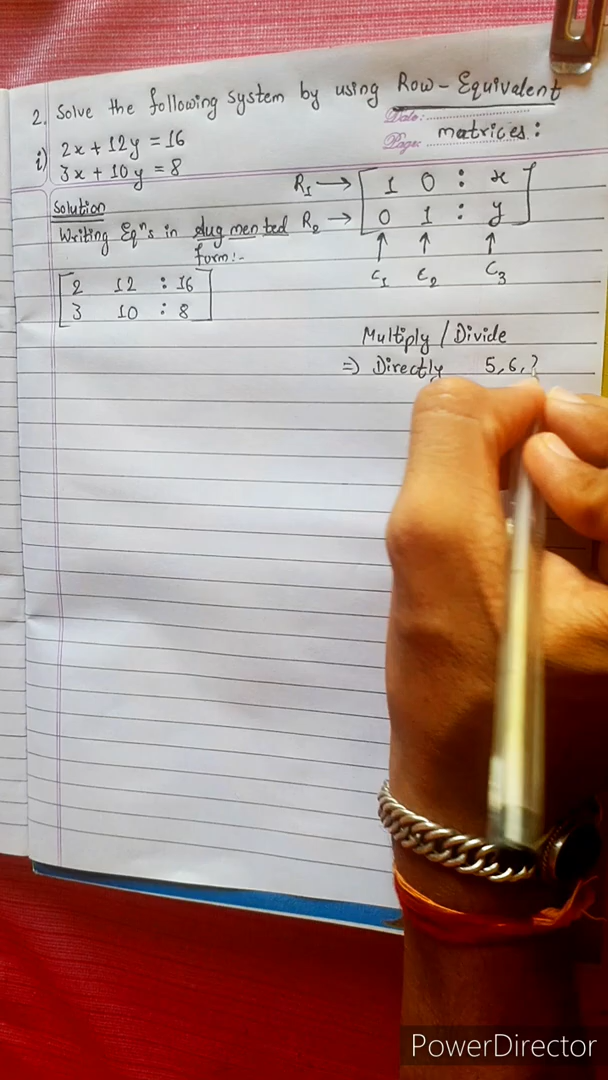 2. Solve the following system by using Row-Equivalent
Date:
Page:
matrices:
i) 2x + 12y = 16
3x + 10y = 8
Solution
Writing Eqns in Augmented
form:-
R1 → [ 1 0 : x ]
R2 → [ 0 1 : y ]
↑ ↑ ↑
C1 C2 C3
[ 2 12 : 16 ]
[ 3 10 : 8 ]
Multiply / Divide
⇒ Directly 5, 6, 7
PowerDirector